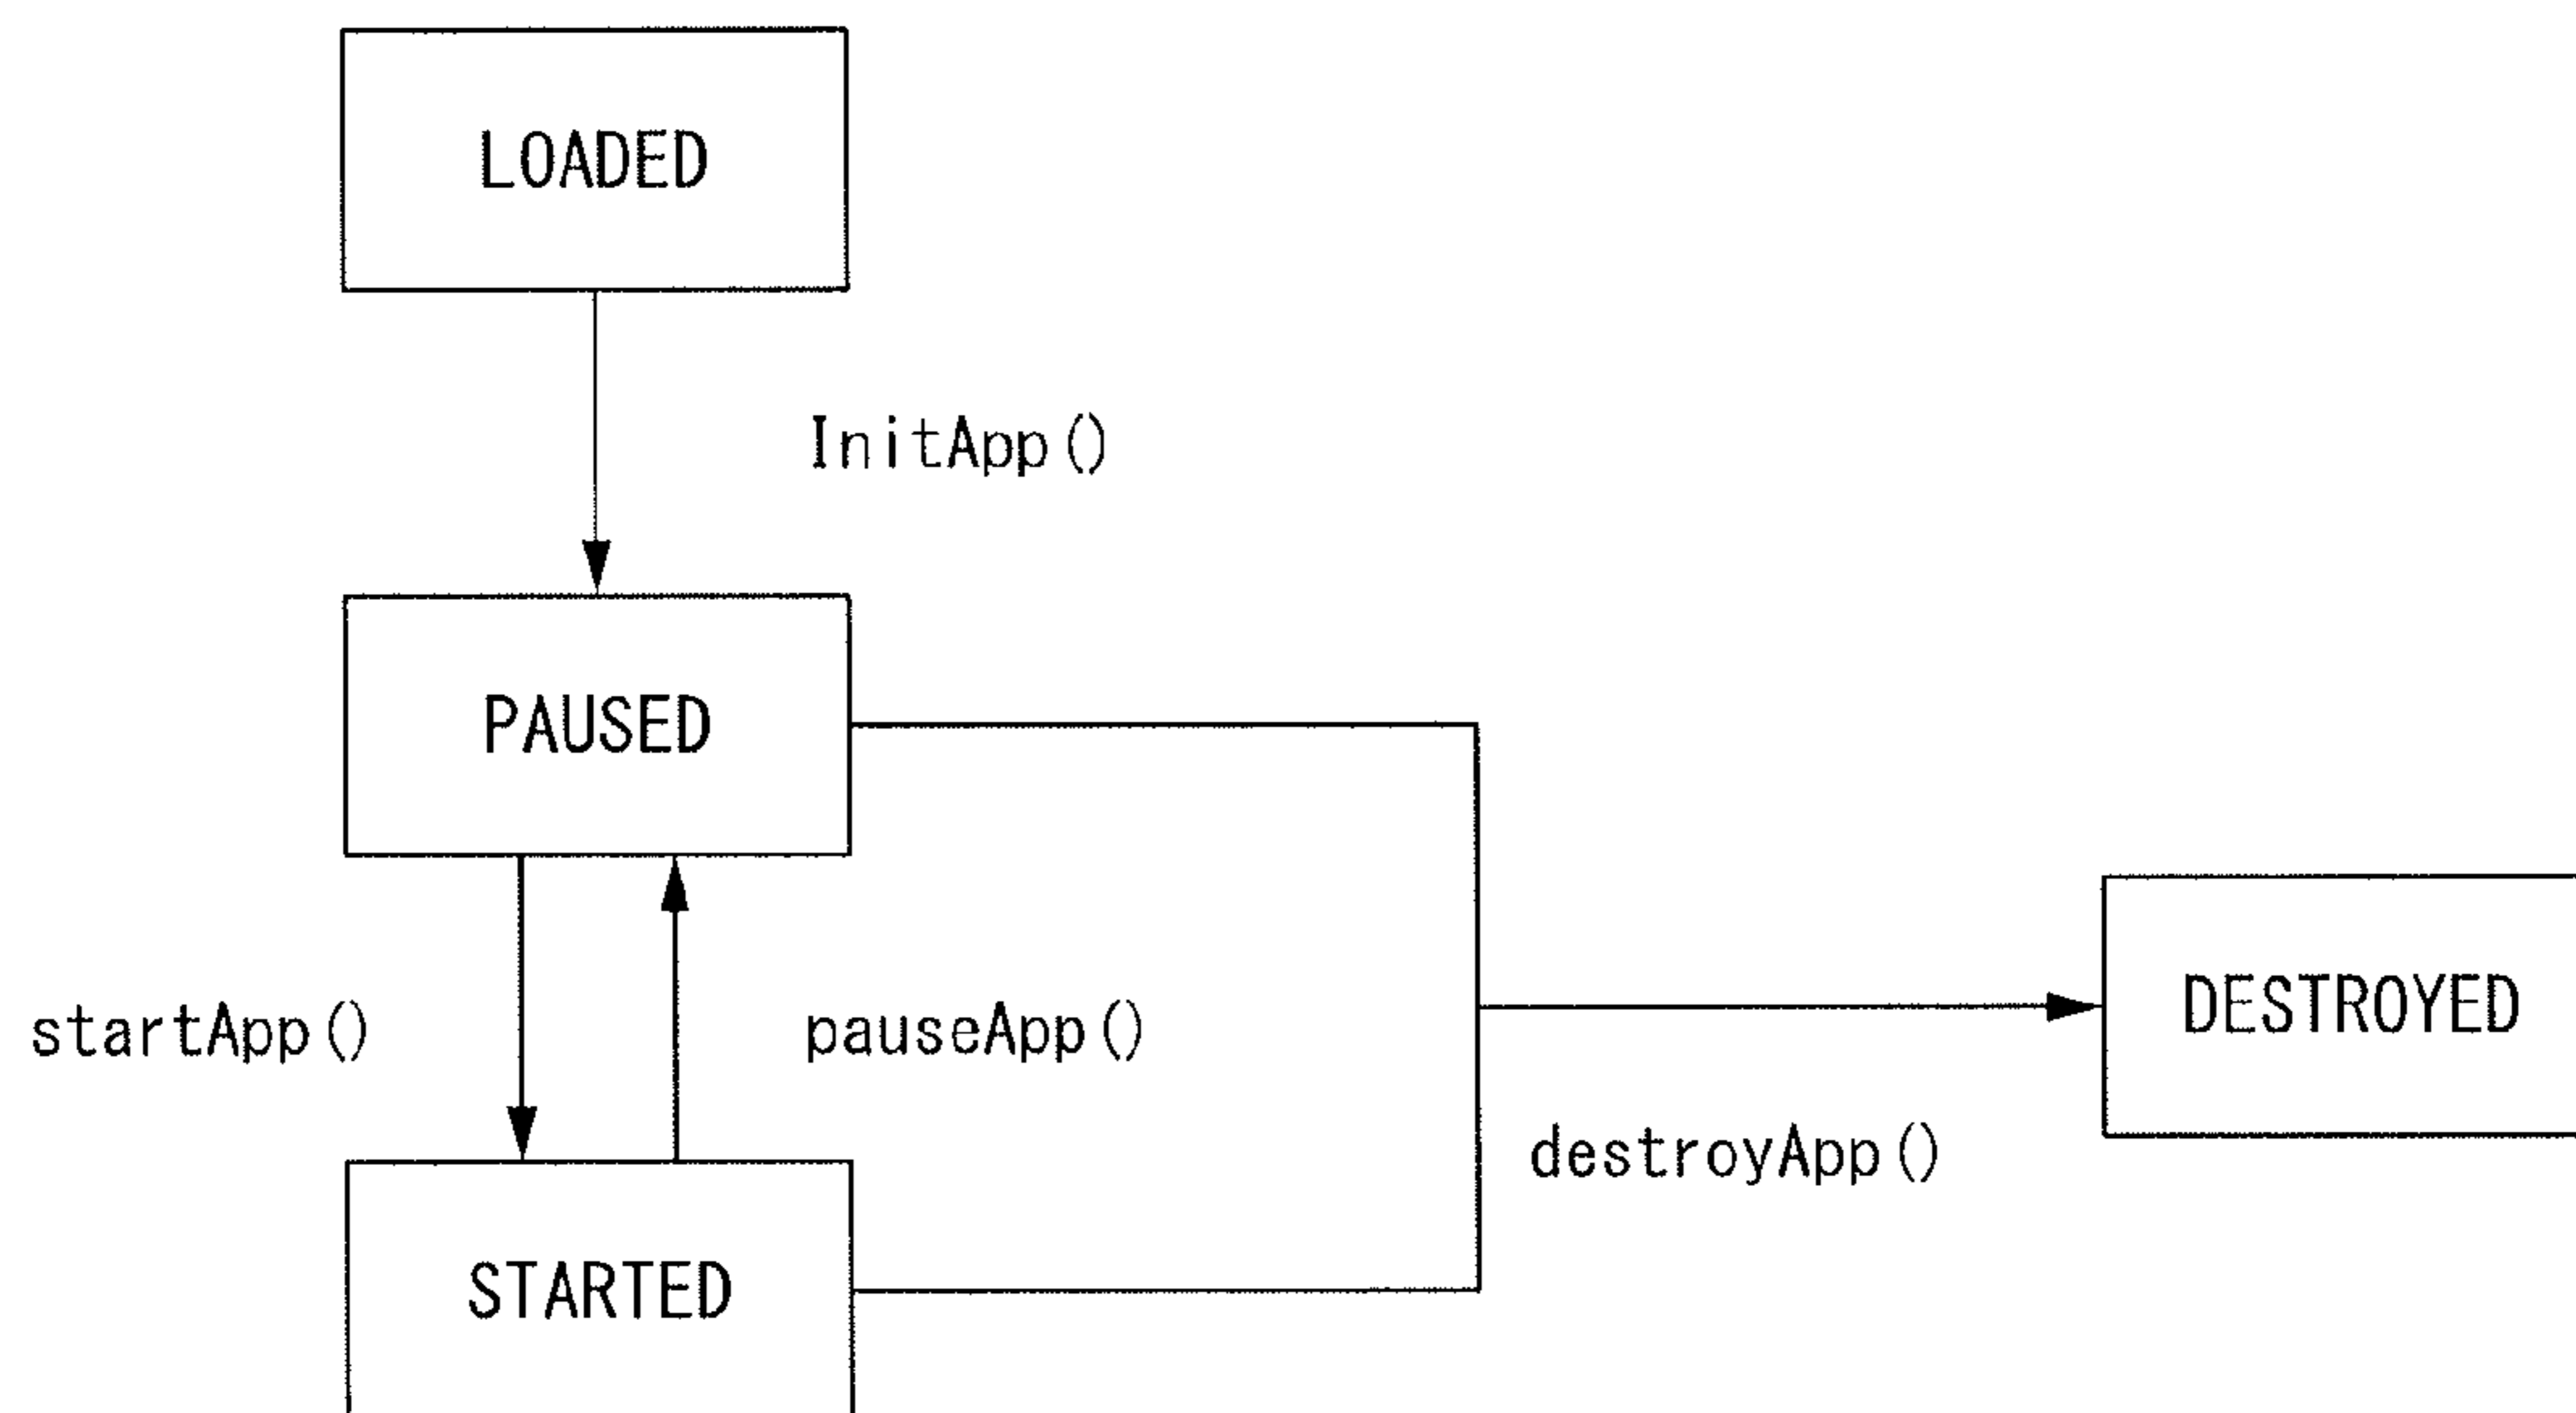 LOADED
InitApp()
PAUSED
startApp()
pauseApp()
DESTROYED
destroyApp()
STARTED